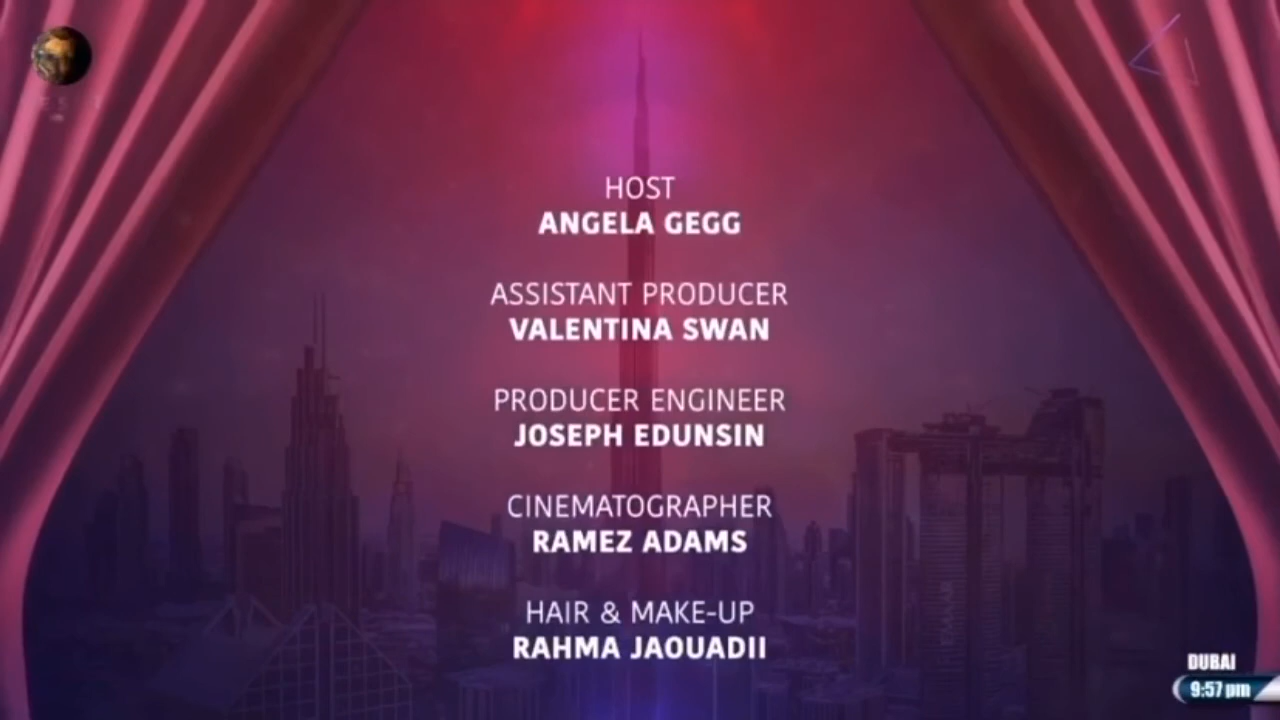 HOST
ANGELA GEGG
ASSISTANT PRODUCER
VALENTINA SWAN
PRODUCER ENGINEER
JOSEPH EDUNSIN
CINEMATOGRAPHER
RAMEZ ADAMS
HAIR & MAKE-UP
RAHMA JAOUADII
DUBAI
9:57 pm